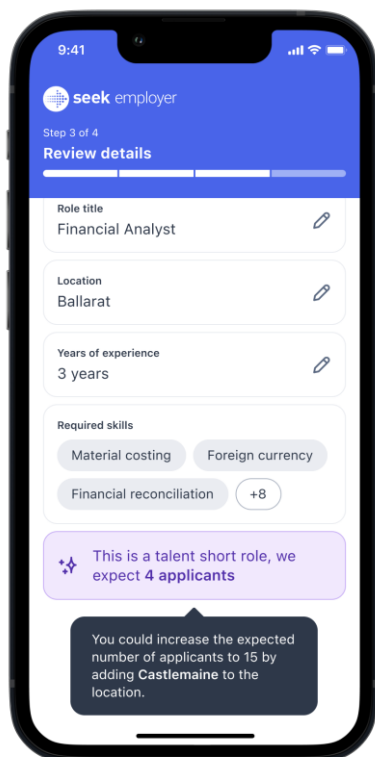 9:41
seek employer
Step 3 of 4
Review details
Role title
Financial Analyst
Location
Ballarat
Years of experience
3 years
Required skills
Material costing Foreign currency
Financial reconciliation +8
This is a talent short role, we
expect 4 applicants
You could increase the expected
number of applicants to 15 by
adding Castlemaine to the
location.